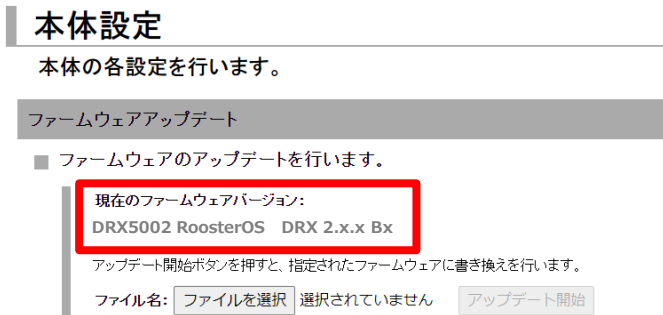 本体設定
本体の各設定を行います。
ファームウェアアップデート
ファームウェアのアップデートを行います。
現在のファームウェアバージョン：
DRX5002 RoosterOS　DRX 2.x.x Bx
アップデート開始ボタンを押すと、指定されたファームウェアに書き換えを行います。
ファイル名： ファイルを選択 選択されていません アップデート開始